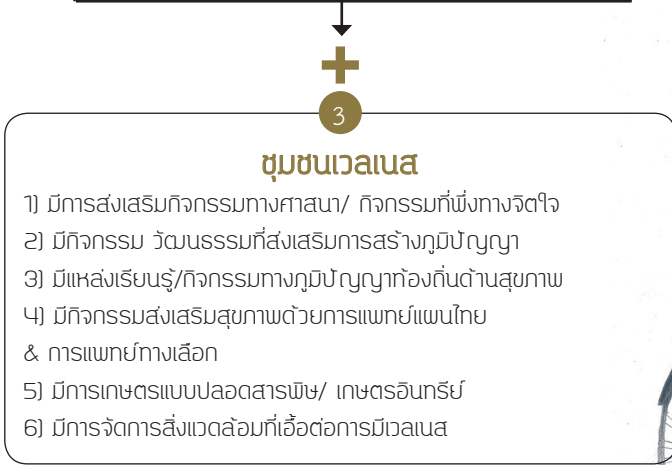 +
3
ชุมชนเวลเนส
1) มีการส่งเสริมกิจกรรมทางศาสนา/ กิจกรรมที่พึ่งทางจิตใจ
2) มีกิจกรรม วัฒนธรรมที่ส่งเสริมการสร้างภูมิปัญญา
3) มีแหล่งเรียนรู้/กิจกรรมทางภูมิปัญญาท้องถิ่นด้านสุขภาพ
4) มีกิจกรรมส่งเสริมสุขภาพด้วยการแพทย์แผนไทย
& การแพทย์ทางเลือก
5) มีการเกษตรแบบปลอดสารพิษ/ เกษตรอินทรีย์
6) มีการจัดการสิ่งแวดล้อมที่เอื้อต่อการมีเวลเนส